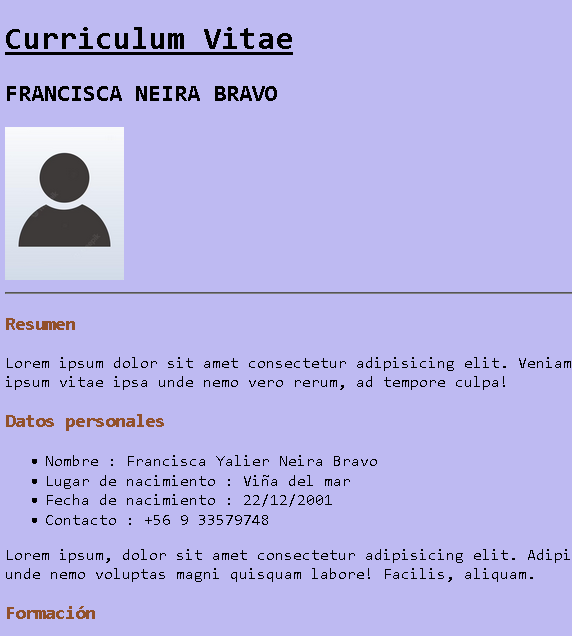 Curriculum Vitae
FRANCISCA NEIRA BRAVO
Resumen
Lorem ipsum dolor sit amet consectetur adipisicing elit. Veniam
ipsum vitae ipsa unde nemo vero rerum, ad tempore culpa!
Datos personales
Nombre : Francisca Yalier Neira Bravo
Lugar de nacimiento : Viña del mar
Fecha de nacimiento : 22/12/2001
Contacto : +56 9 33579748
Lorem ipsum, dolor sit amet consectetur adipisicing elit. Adipi
unde nemo voluptas magni quisquam labore! Facilis, aliquam.
Formación